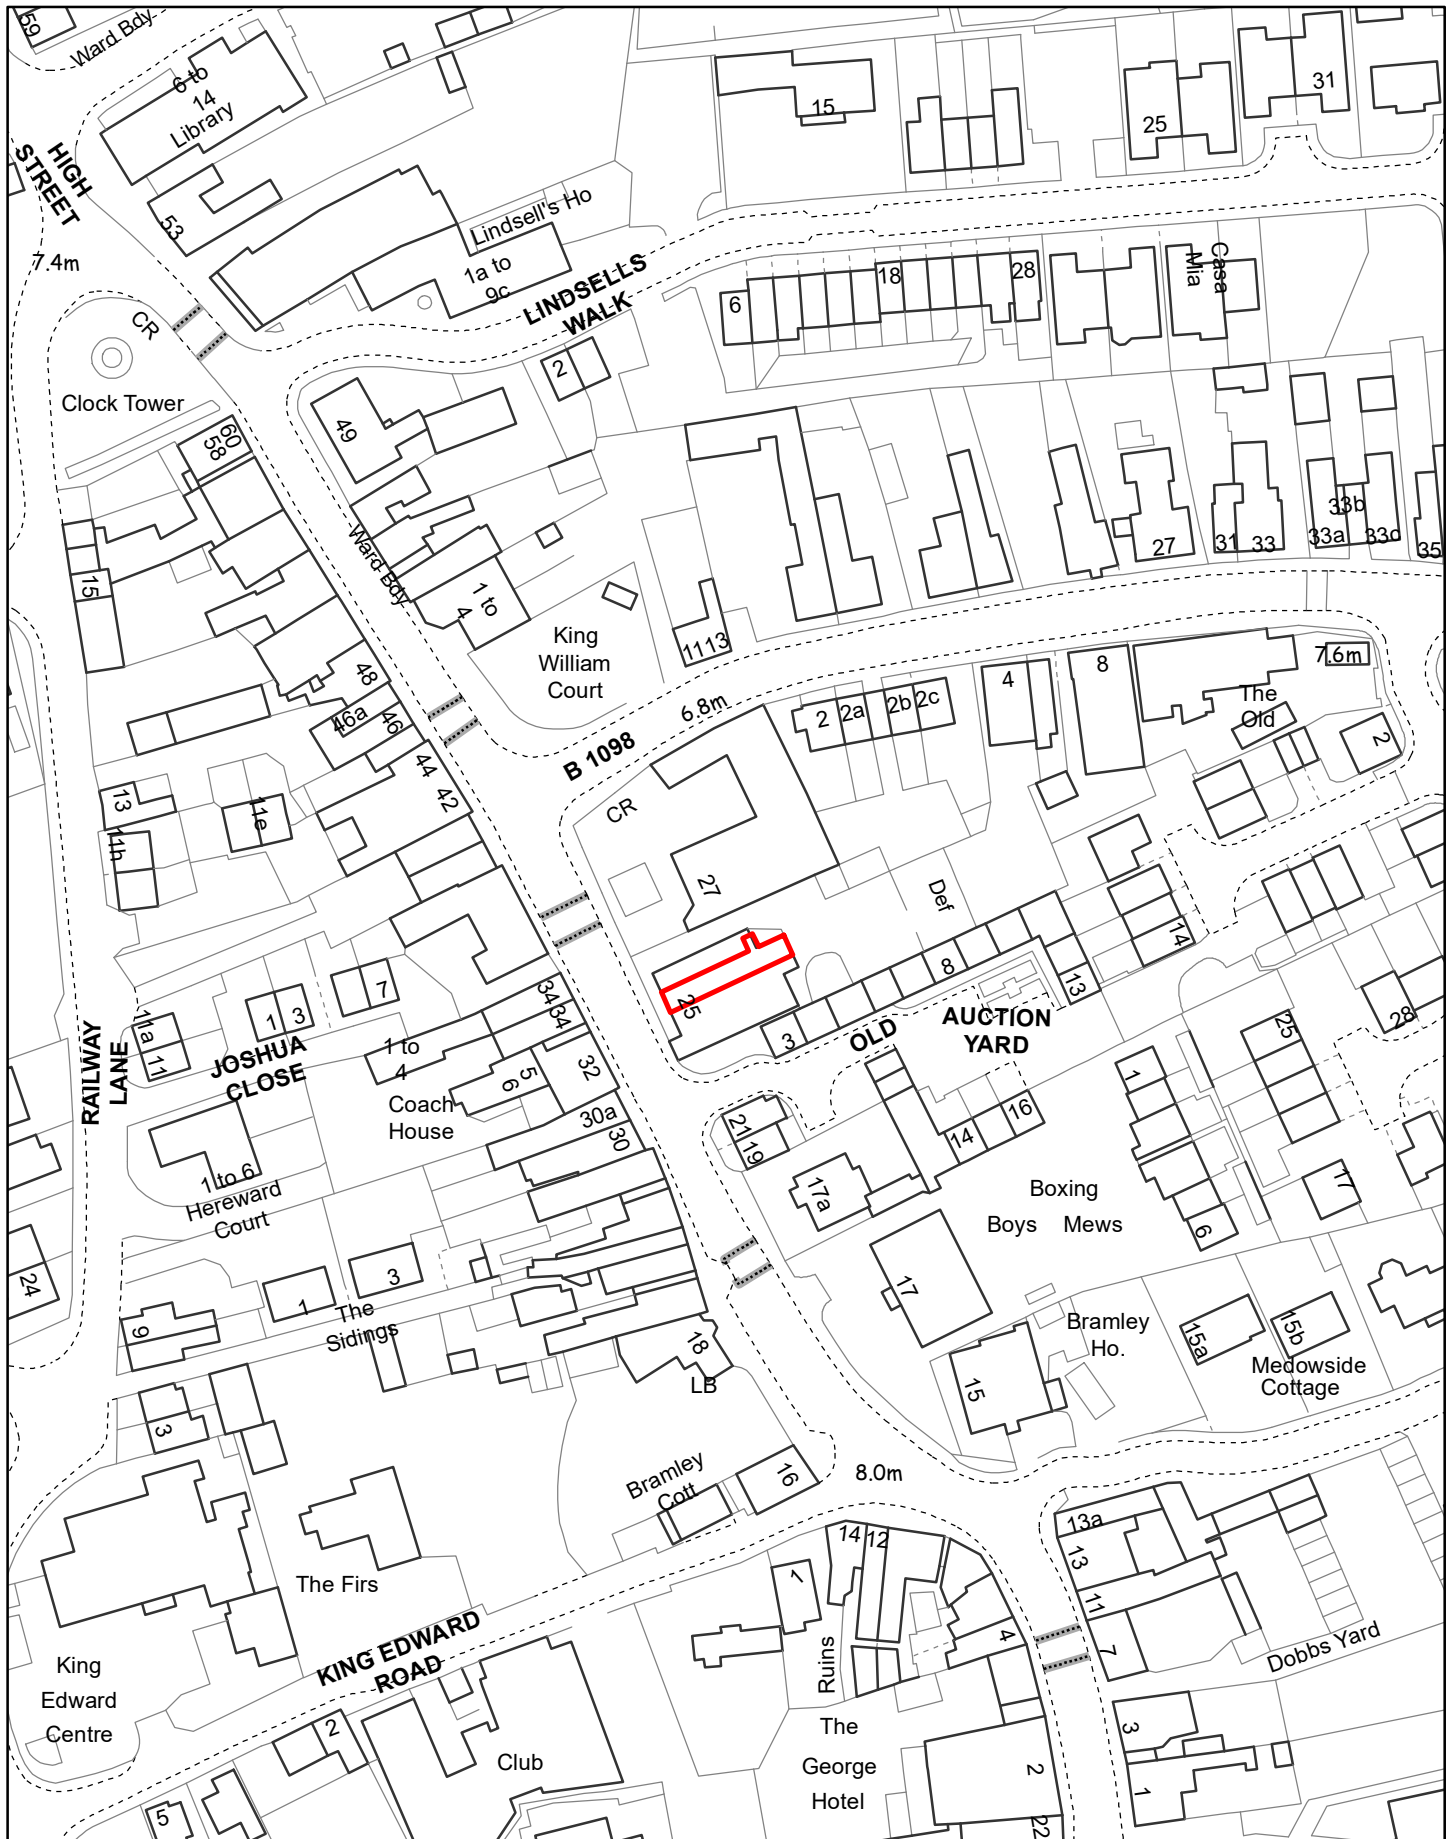 59
Ward Bdy
6 to
14
Library
HIGH
STREET
53
7.4m
CR
Clock Tower
Lindsell's Ho
1a to
9c
LINDSELLS
WALK
15
25
31
6
18
28
Casa
Mia
2
49
60
58
15
Ward Bdy
1 to
4
King
William
Court
11
13
27
31
33
33a
33b
33c
35
48
46a
46
44
42
6.8m
B 1098
CR
2
2a
2b
2c
4
8
The
Old
7.6m
2
13
11h
11e
27
Def
25
3
8
13
14
OLD
AUCTION
YARD
7
1
3
11a
11
JOSHUA
CLOSE
RAILWAY
LANE
1 to
4
34
34
32
5
6
Coach
House
30a
30
1 to 6
Hereward
Court
21
19
17a
14
16
1
6
25
28
17
Boxing
Boys Mews
24
9
1
3
The
Sidings
18
LB
17
Bramley
Ho.
15
15a
15b
Medowside
Cottage
3
Bramley
Cott
16
8.0m
The Firs
14
12
1
Ruins
4
13a
13
11
7
Dobbs Yard
King
Edward
Centre
KING EDWARD
ROAD
2
5
Club
The
George
Hotel
2
22
3
1